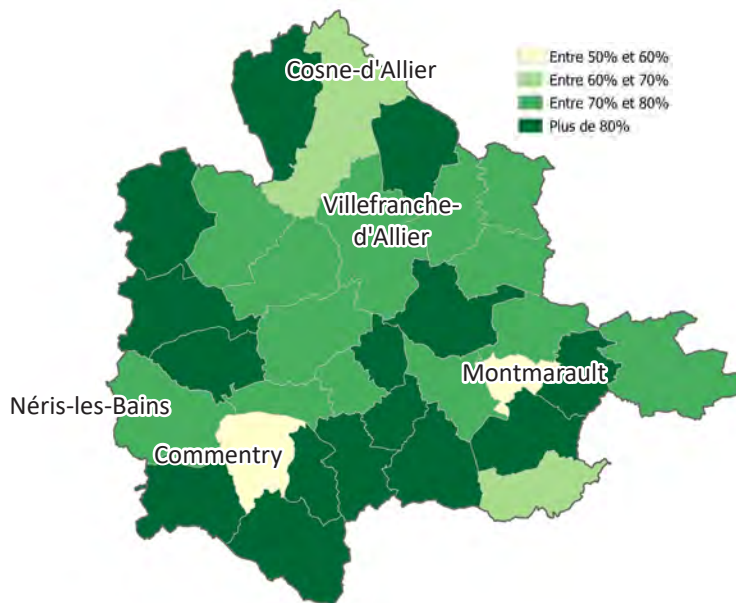 Cosne-d'Allier
Entre 50% et 60%
Entre 60% et 70%
Entre 70% et 80%
Plus de 80%
Villefranche-
d'Allier
Montmarault
Néris-les-Bains
Commentry